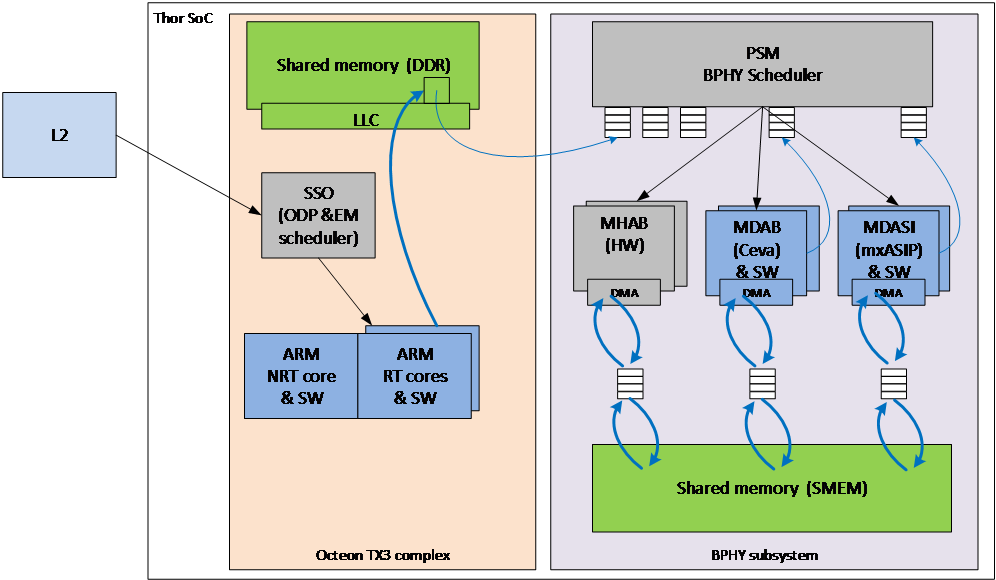 Thor SoC
L2
Shared memory (DDR)
LLC
SSO
(ODP &EM
scheduler)
ARM
NRT core
& SW
ARM
RT cores
& SW
Octeon TX3 complex
PSM
BPHY Scheduler
MHAB
(HW)
DMA
MDAB
(Ceva)
& SW
DMA
MDASI
(mxASIP)
& SW
DMA
Shared memory (SMEM)
BPHY subsystem